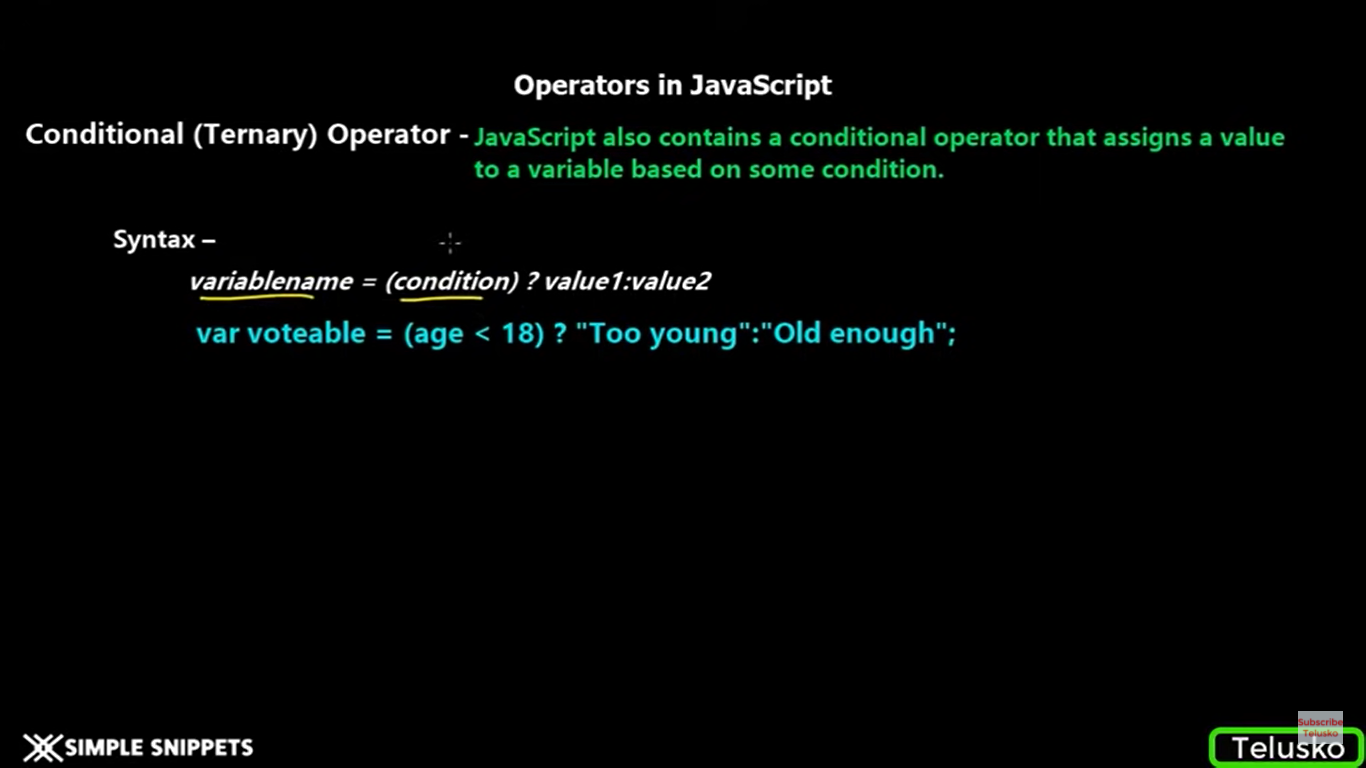 Operators in JavaScript
Conditional (Ternary) Operator - JavaScript also contains a conditional operator that assigns a value
to a variable based on some condition.
Syntax –
variablename = (condition) ? value1:value2
var voteable = (age < 18) ? "Too young":"Old enough";
SIMPLE SNIPPETS
Subscribe
Telusko
Telusko